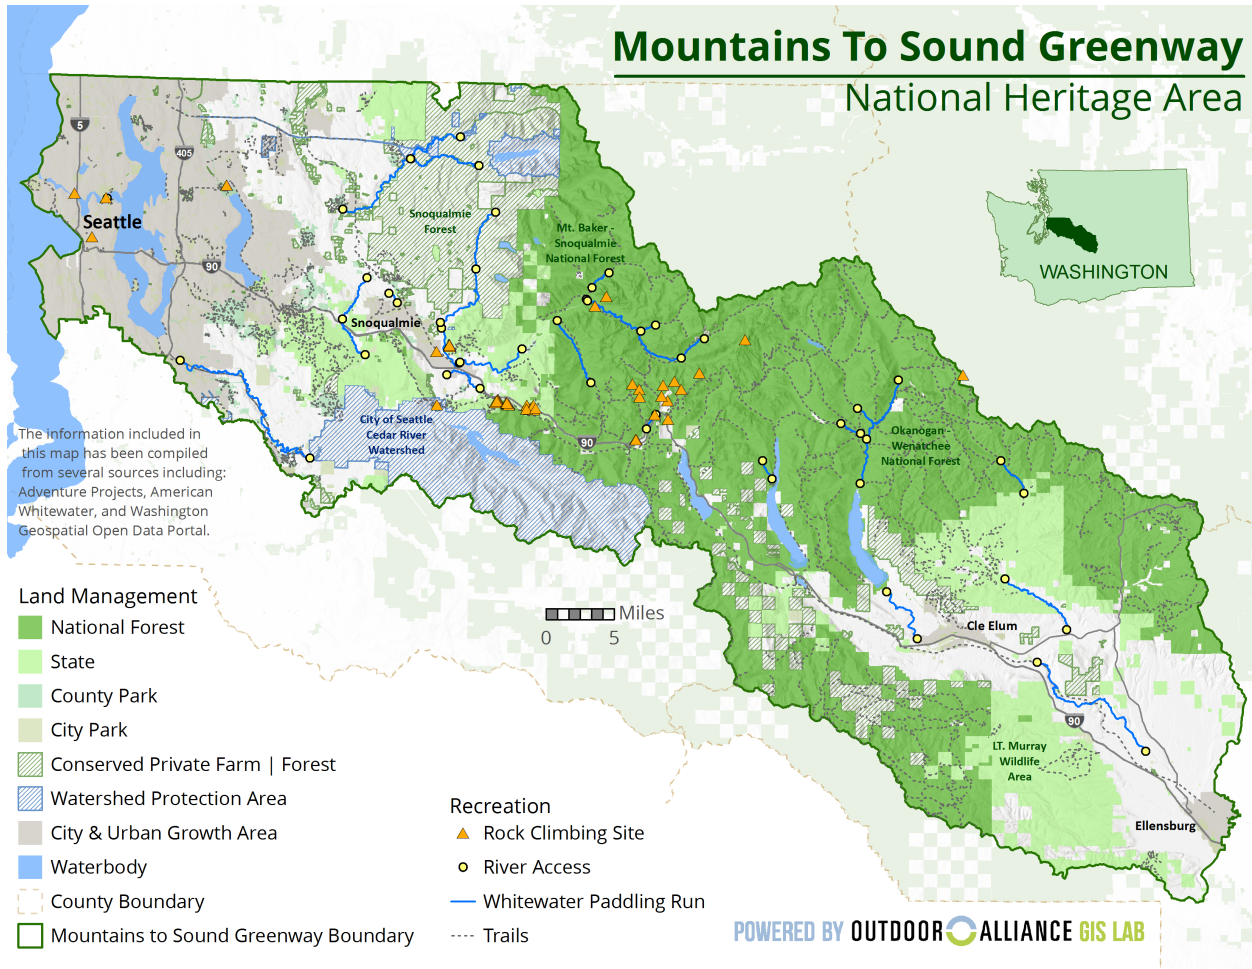 Mountains To Sound Greenway
National Heritage Area
5
405
Seattle
90
Snoqualmie
Forest
Mt. Baker -
Snoqualmie
National Forest
WASHINGTON
Snoqualmie
City of Seattle
Cedar River
Watershed
90
Okanogan-
Wenatchee
National Forest
The information included in
this map has been compiled
from several sources including:
Adventure Projects, American
Whitewater, and Washington
Geospatial Open Data Portal.
Miles
0 5
Cle Elum
90
L.T. Murray
Wildlife
Area
Ellensburg
Land Management
National Forest
State
County Park
City Park
Conserved Private Farm | Forest
Watershed Protection Area
City & Urban Growth Area
Waterbody
County Boundary
Mountains to Sound Greenway Boundary
Recreation
Rock Climbing Site
River Access
Whitewater Paddling Run
Trails
POWERED BY OUTDOOR ALLIANCE GIS LAB